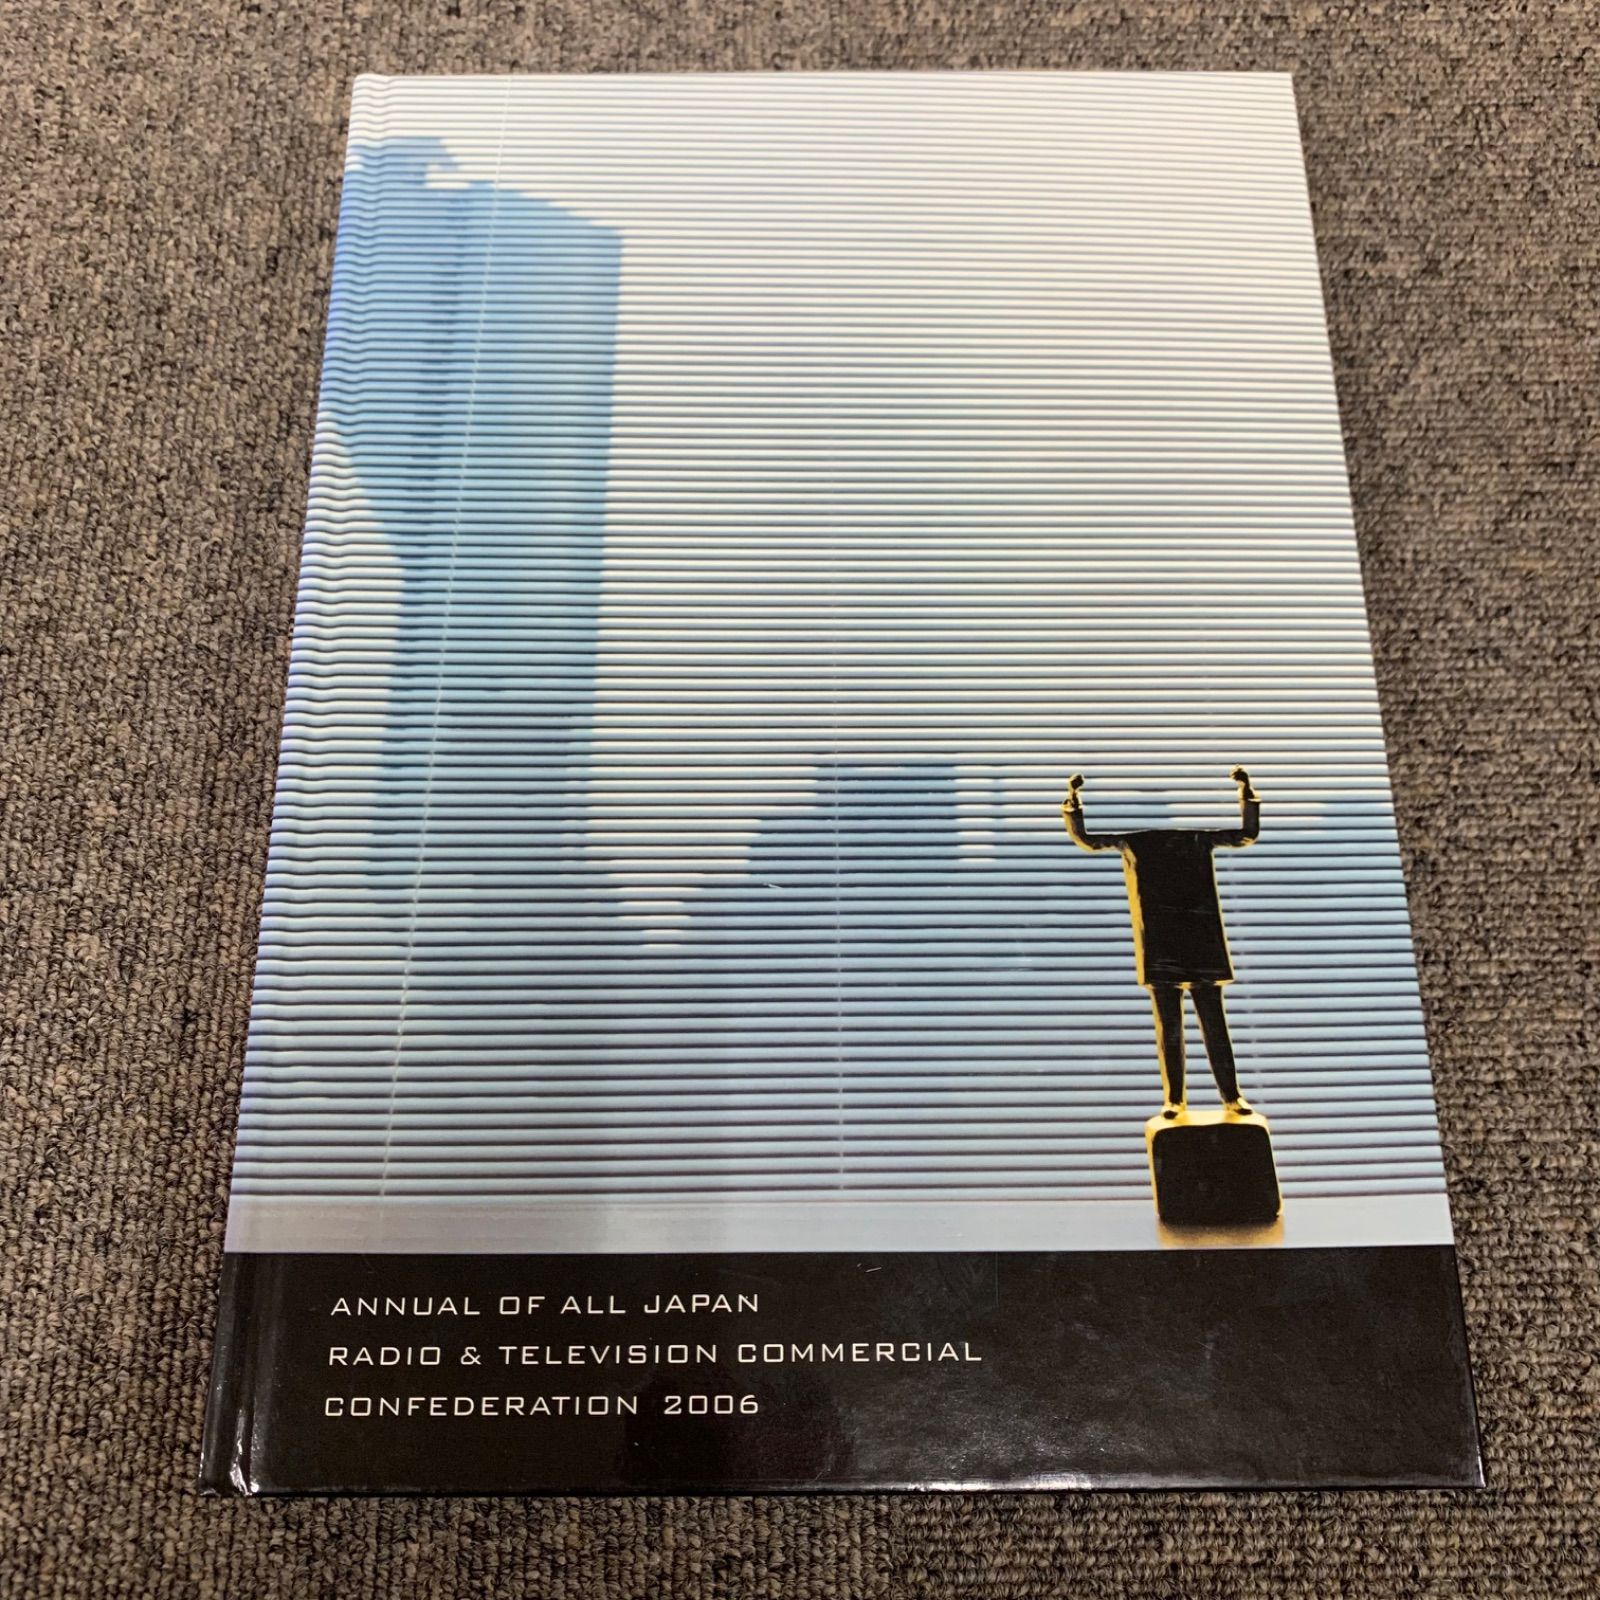 ANNUAL OF ALL JAPAN
RADIO & TELEVISION COMMERCIAL
CONFEDERATION 2006